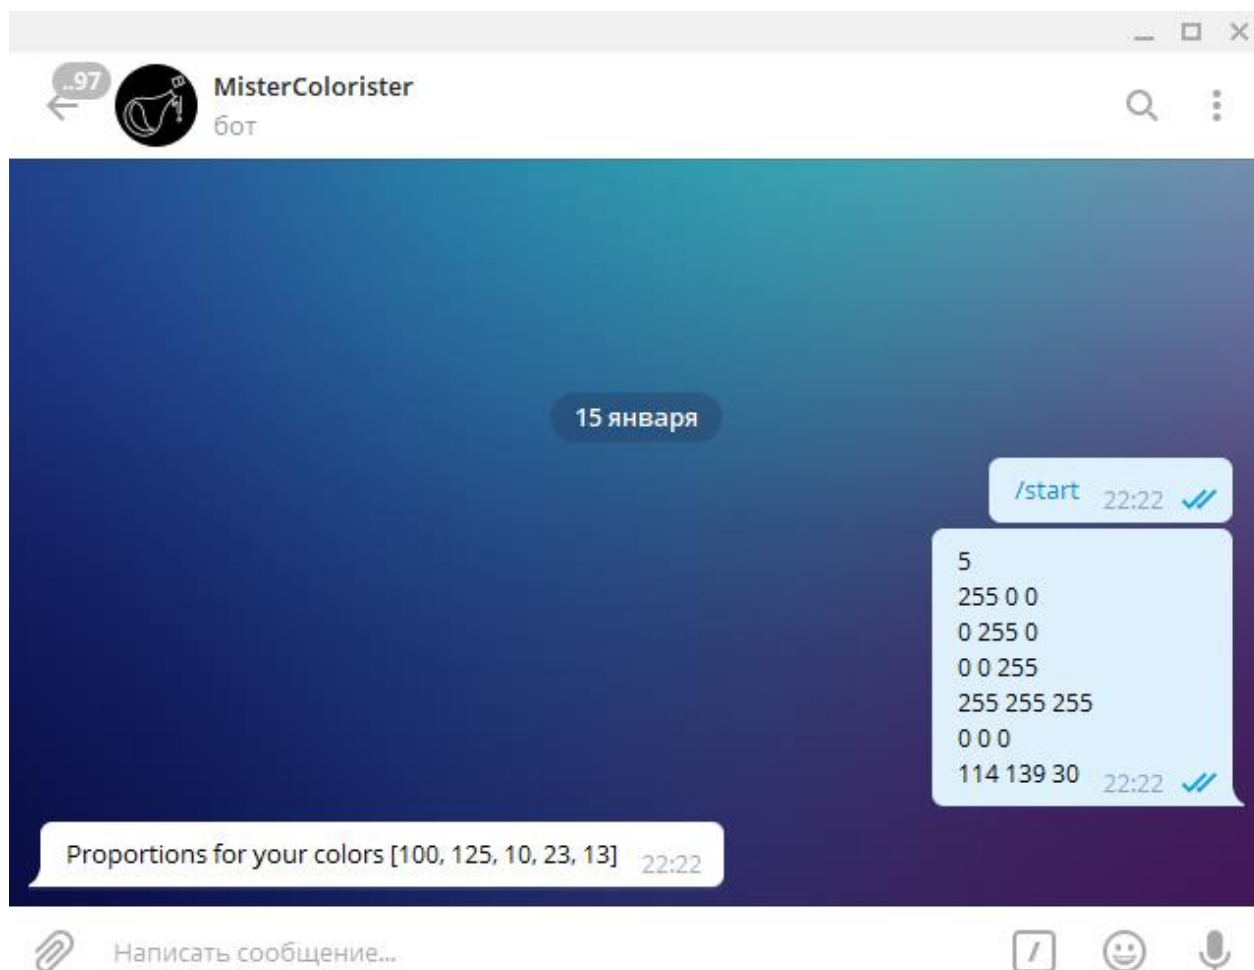 ..97
MisterColorister
бот
15 января
/start 22:22
5
255 0 0
0 255 0
0 0 255
255 255 255
0 0 0
114 139 30 22:22
Proportions for your colors [100, 125, 10, 23, 13] 22:22
Написать сообщение...